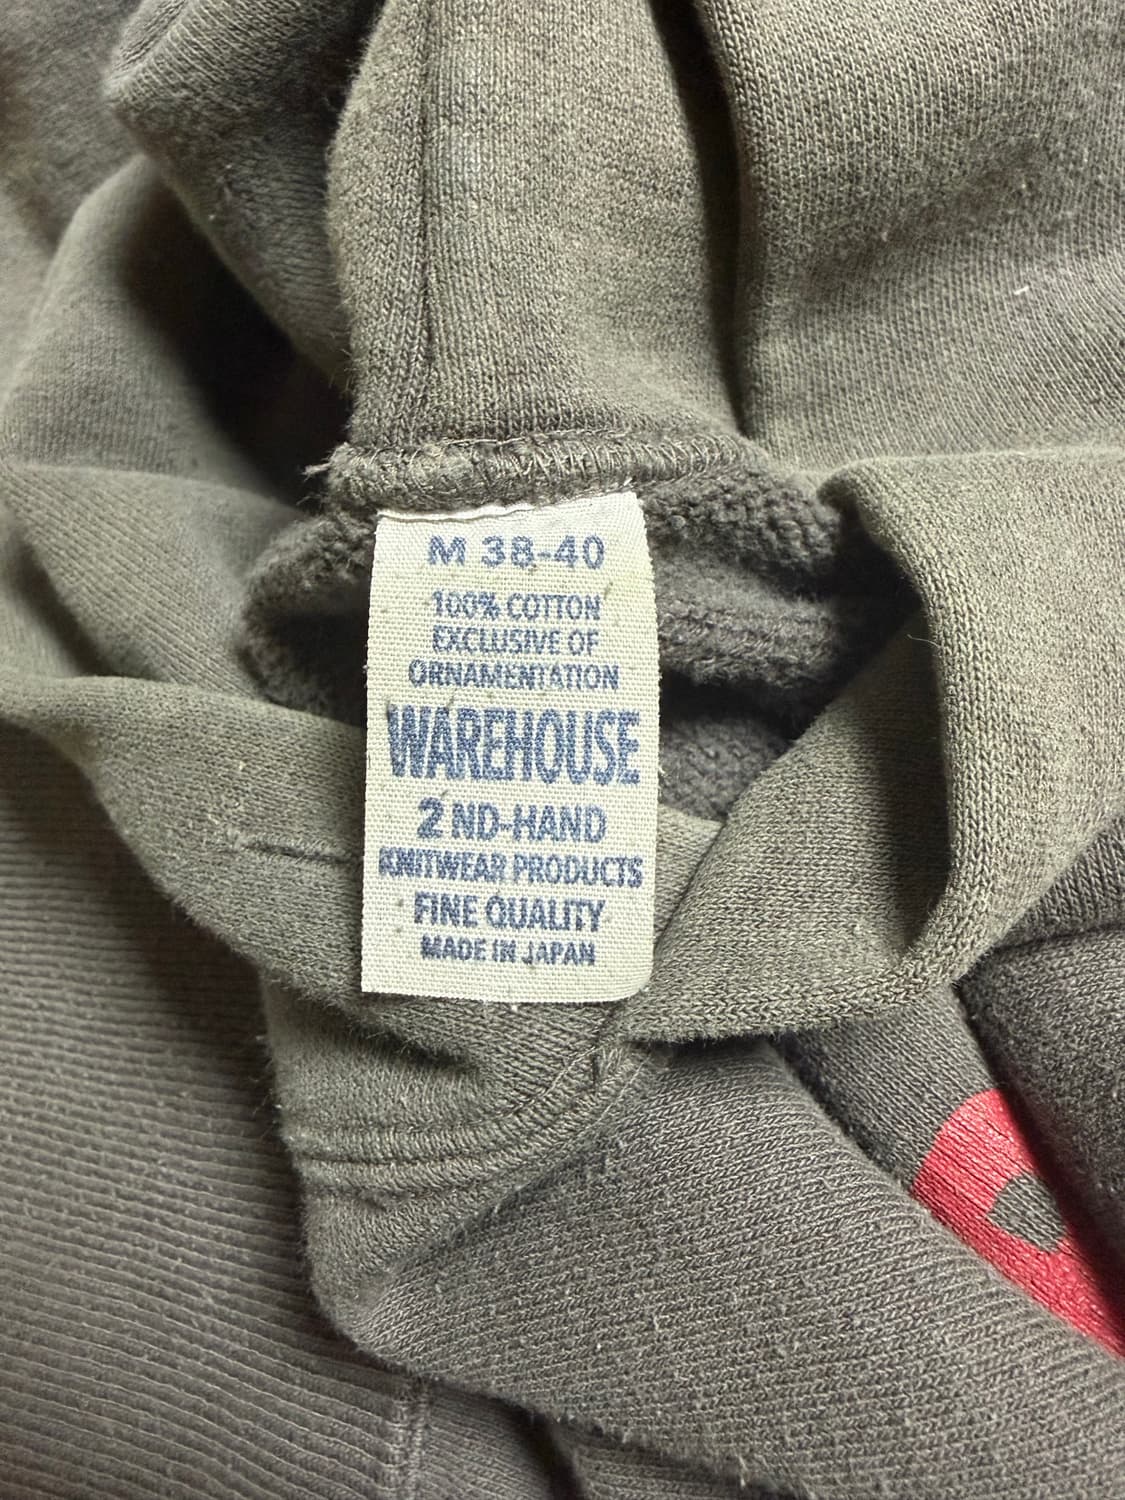 M 38-40
100% COTTON
EXCLUSIVE OF
ORNAMENTATION
WAREHOUSE
2 ND-HAND
KNITWEAR PRODUCTS
FINE QUALITY
MADE IN JAPAN